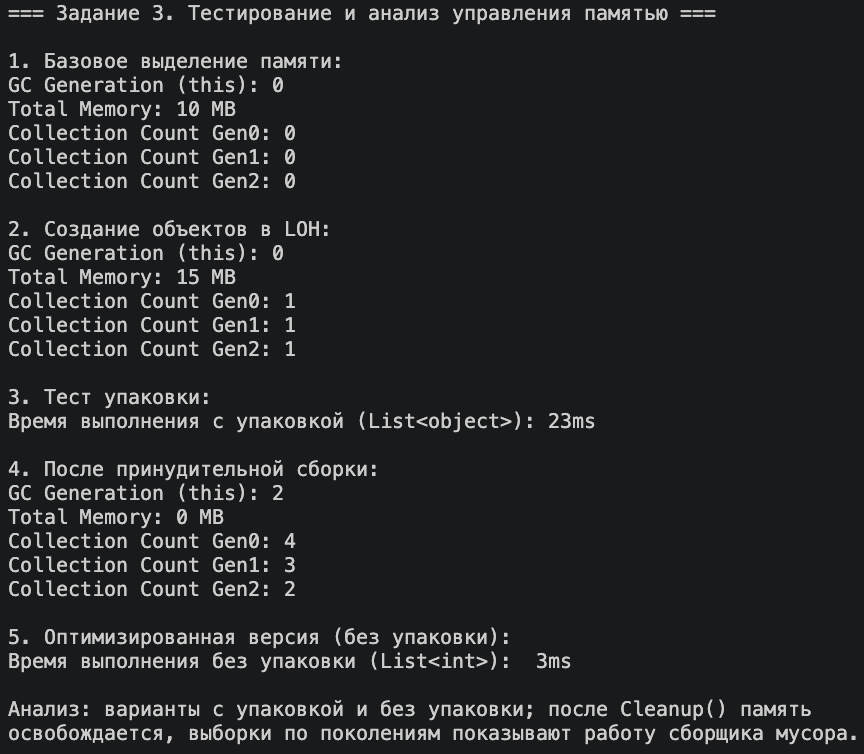 === Задание 3. Тестирование и анализ управления памятью ===
1. Базовое выделение памяти:
GC Generation (this): 0
Total Memory: 10 MB
Collection Count Gen0: 0
Collection Count Gen1: 0
Collection Count Gen2: 0
2. Создание объектов в LOH:
GC Generation (this): 0
Total Memory: 15 MB
Collection Count Gen0: 1
Collection Count Gen1: 1
Collection Count Gen2: 1
3. Тест упаковки:
Время выполнения с упаковкой (List<object>): 23ms
4. После принудительной сборки:
GC Generation (this): 2
Total Memory: 0 MB
Collection Count Gen0: 4
Collection Count Gen1: 3
Collection Count Gen2: 2
5. Оптимизированная версия (без упаковки):
Время выполнения без упаковки (List<int>):  3ms
Анализ: варианты с упаковкой и без упаковки; после Cleanup() память
освобождается, выборки по поколениям показывают работу сборщика мусора.